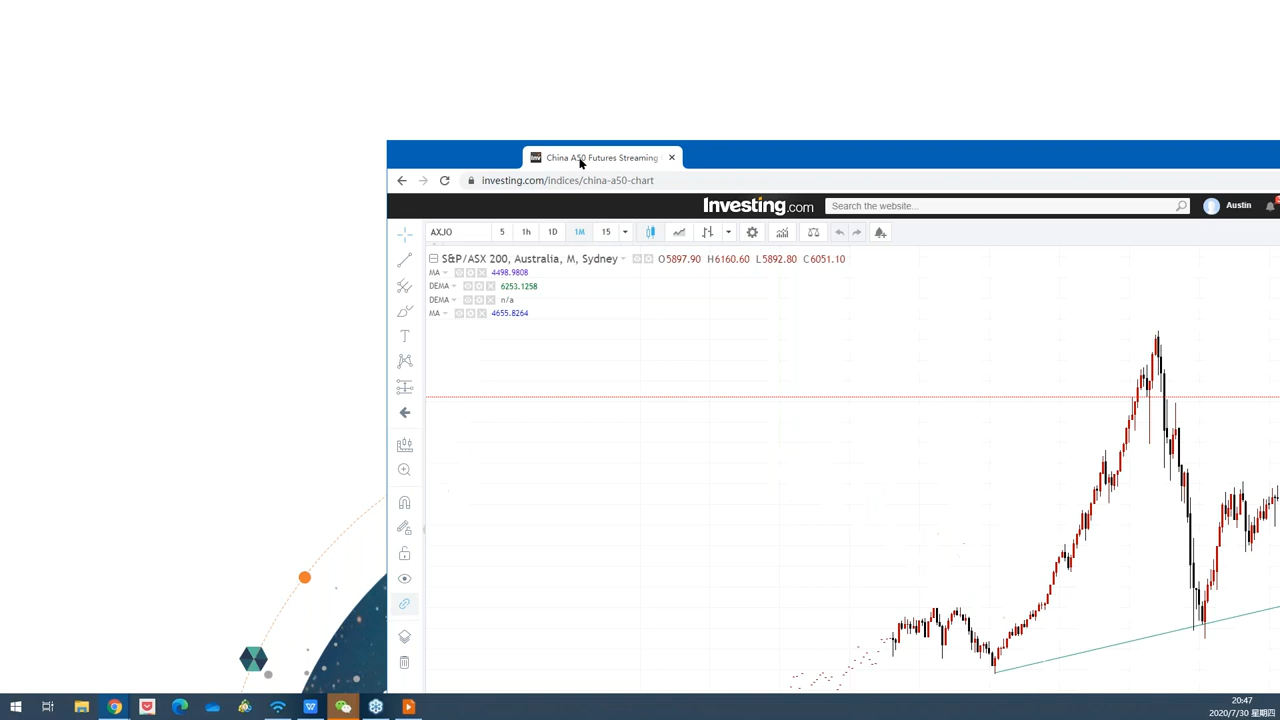 China A50 Futures Streaming
investing.com/indices/china-a50-chart
Investing.com
Search the website...
Austin
AXJO 5 1h 1D 1M 15
S&P/ASX 200, Australia, M, Sydney O5897.90 H6160.60 L5892.80 C6051.10
MA 4498.9808
DEMA 6253.1258
DEMA n/a
MA 4655.8264
20:47
2020/7/30 星期四